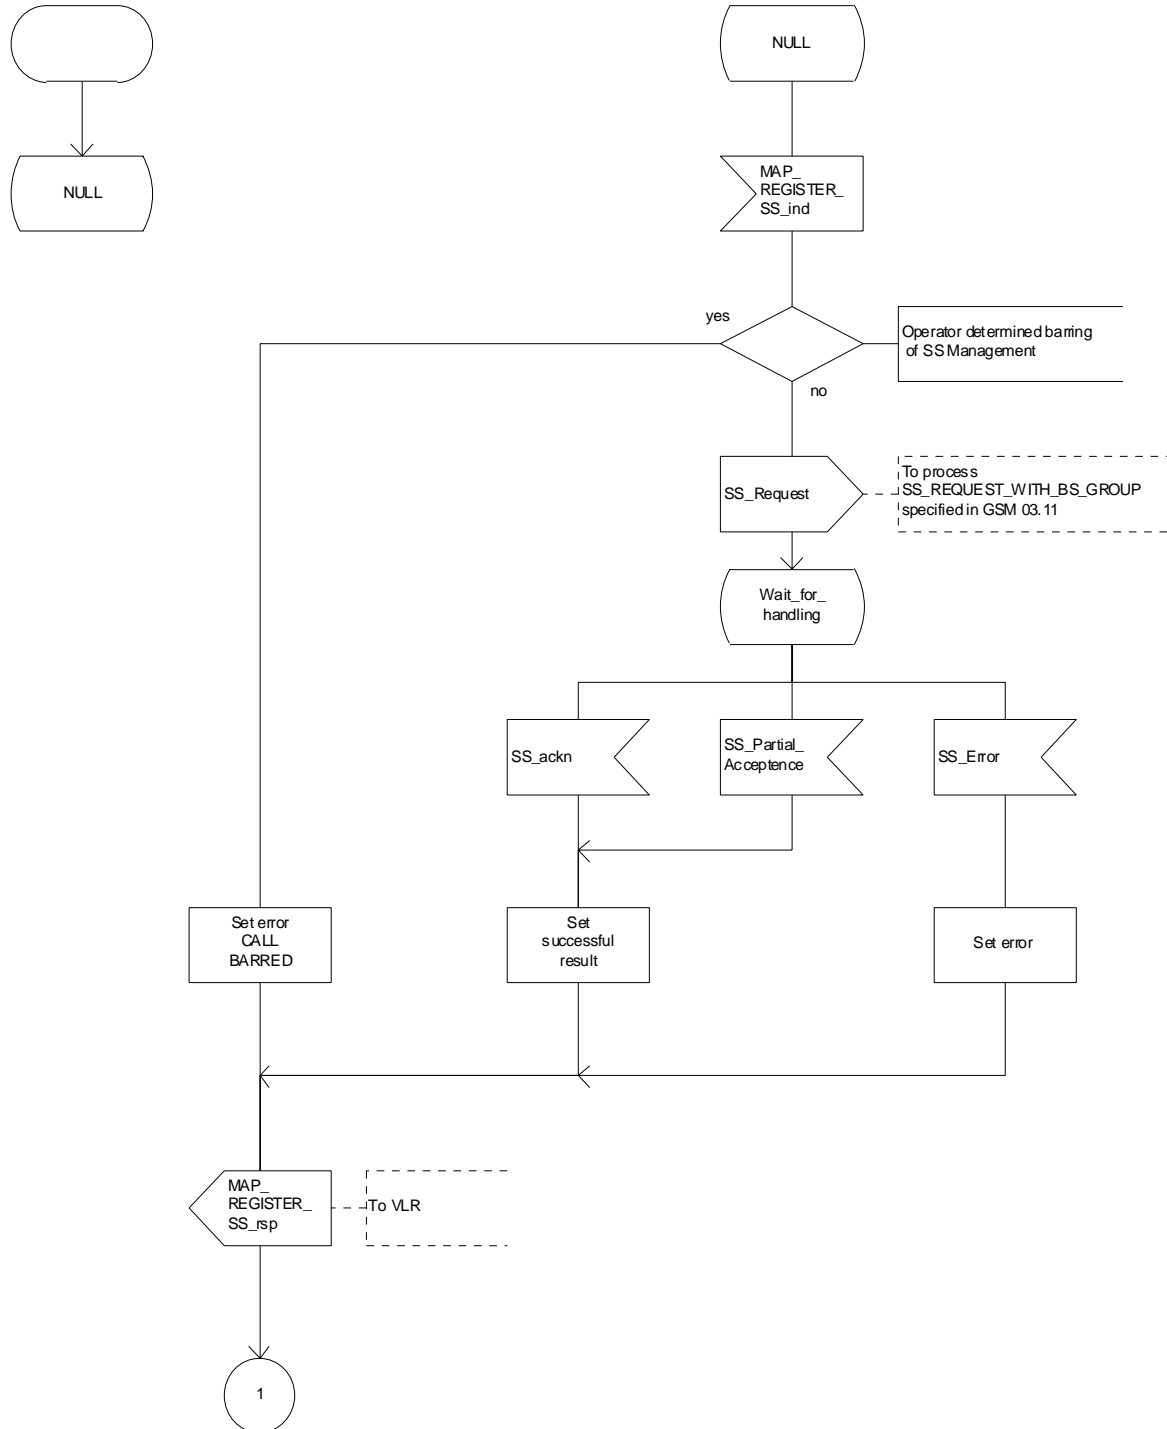 NULL
NULL
MAP_
REGISTER_
SS_ind
yes
Operator determined barring
of SS Management
no
SS_Request
To process
SS_REQUEST_WITH_BS_GROUP
specified in GSM 03.11
Wait_for_
handling
SS_ackn
SS_Partial_
Acceptence
SS_Error
Set error
CALL
BARRED
Set
successful
result
Set error
MAP_
REGISTER_
SS_rsp
To VLR
1